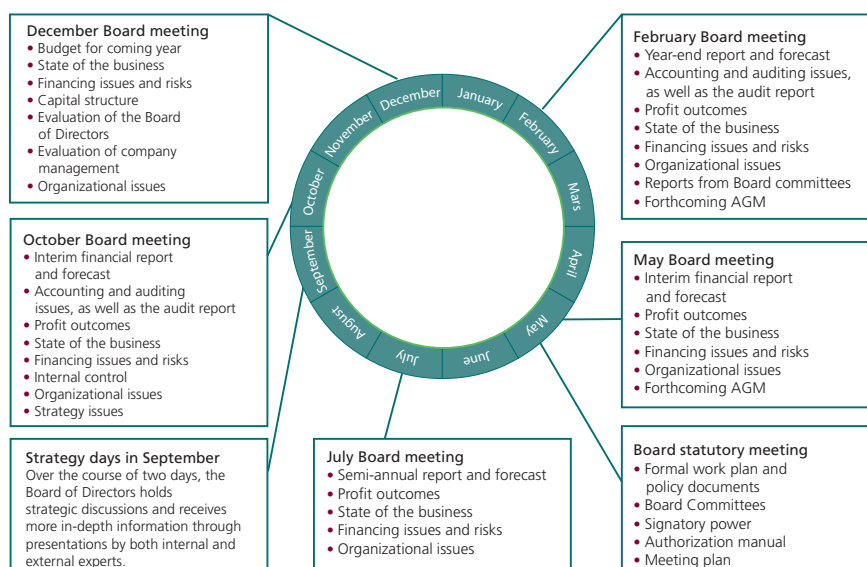 December Board meeting
• Budget for coming year
• State of the business
• Financing issues and risks
• Capital structure
• Evaluation of the Board
of Directors
• Evaluation of company
management
• Organizational issues
October Board meeting
• Interim financial report
and forecast
• Accounting and auditing
issues, as well as the audit report
• Profit outcomes
• State of the business
• Financing issues and risks
• Internal control
• Organizational issues
• Strategy issues
Strategy days in September
Over the course of two days, the
Board of Directors holds
strategic discussions and receives
more in-depth information through
presentations by both internal and
external experts.
January
February
Mars
April
May
June
July
August
September
October
November
December
July Board meeting
• Semi-annual report and forecast
• Profit outcomes
• State of the business
• Financing issues and risks
• Organizational issues
February Board meeting
• Year-end report and forecast
• Accounting and auditing issues,
as well as the audit report
• Profit outcomes
• State of the business
• Financing issues and risks
• Organizational issues
• Reports from Board committees
• Forthcoming AGM
May Board meeting
• Interim financial report
and forecast
• Profit outcomes
• State of the business
• Financing issues and risks
• Organizational issues
• Forthcoming AGM
Board statutory meeting
• Formal work plan and
policy documents
• Board Committees
• Signatory power
• Authorization manual
• Meeting plan